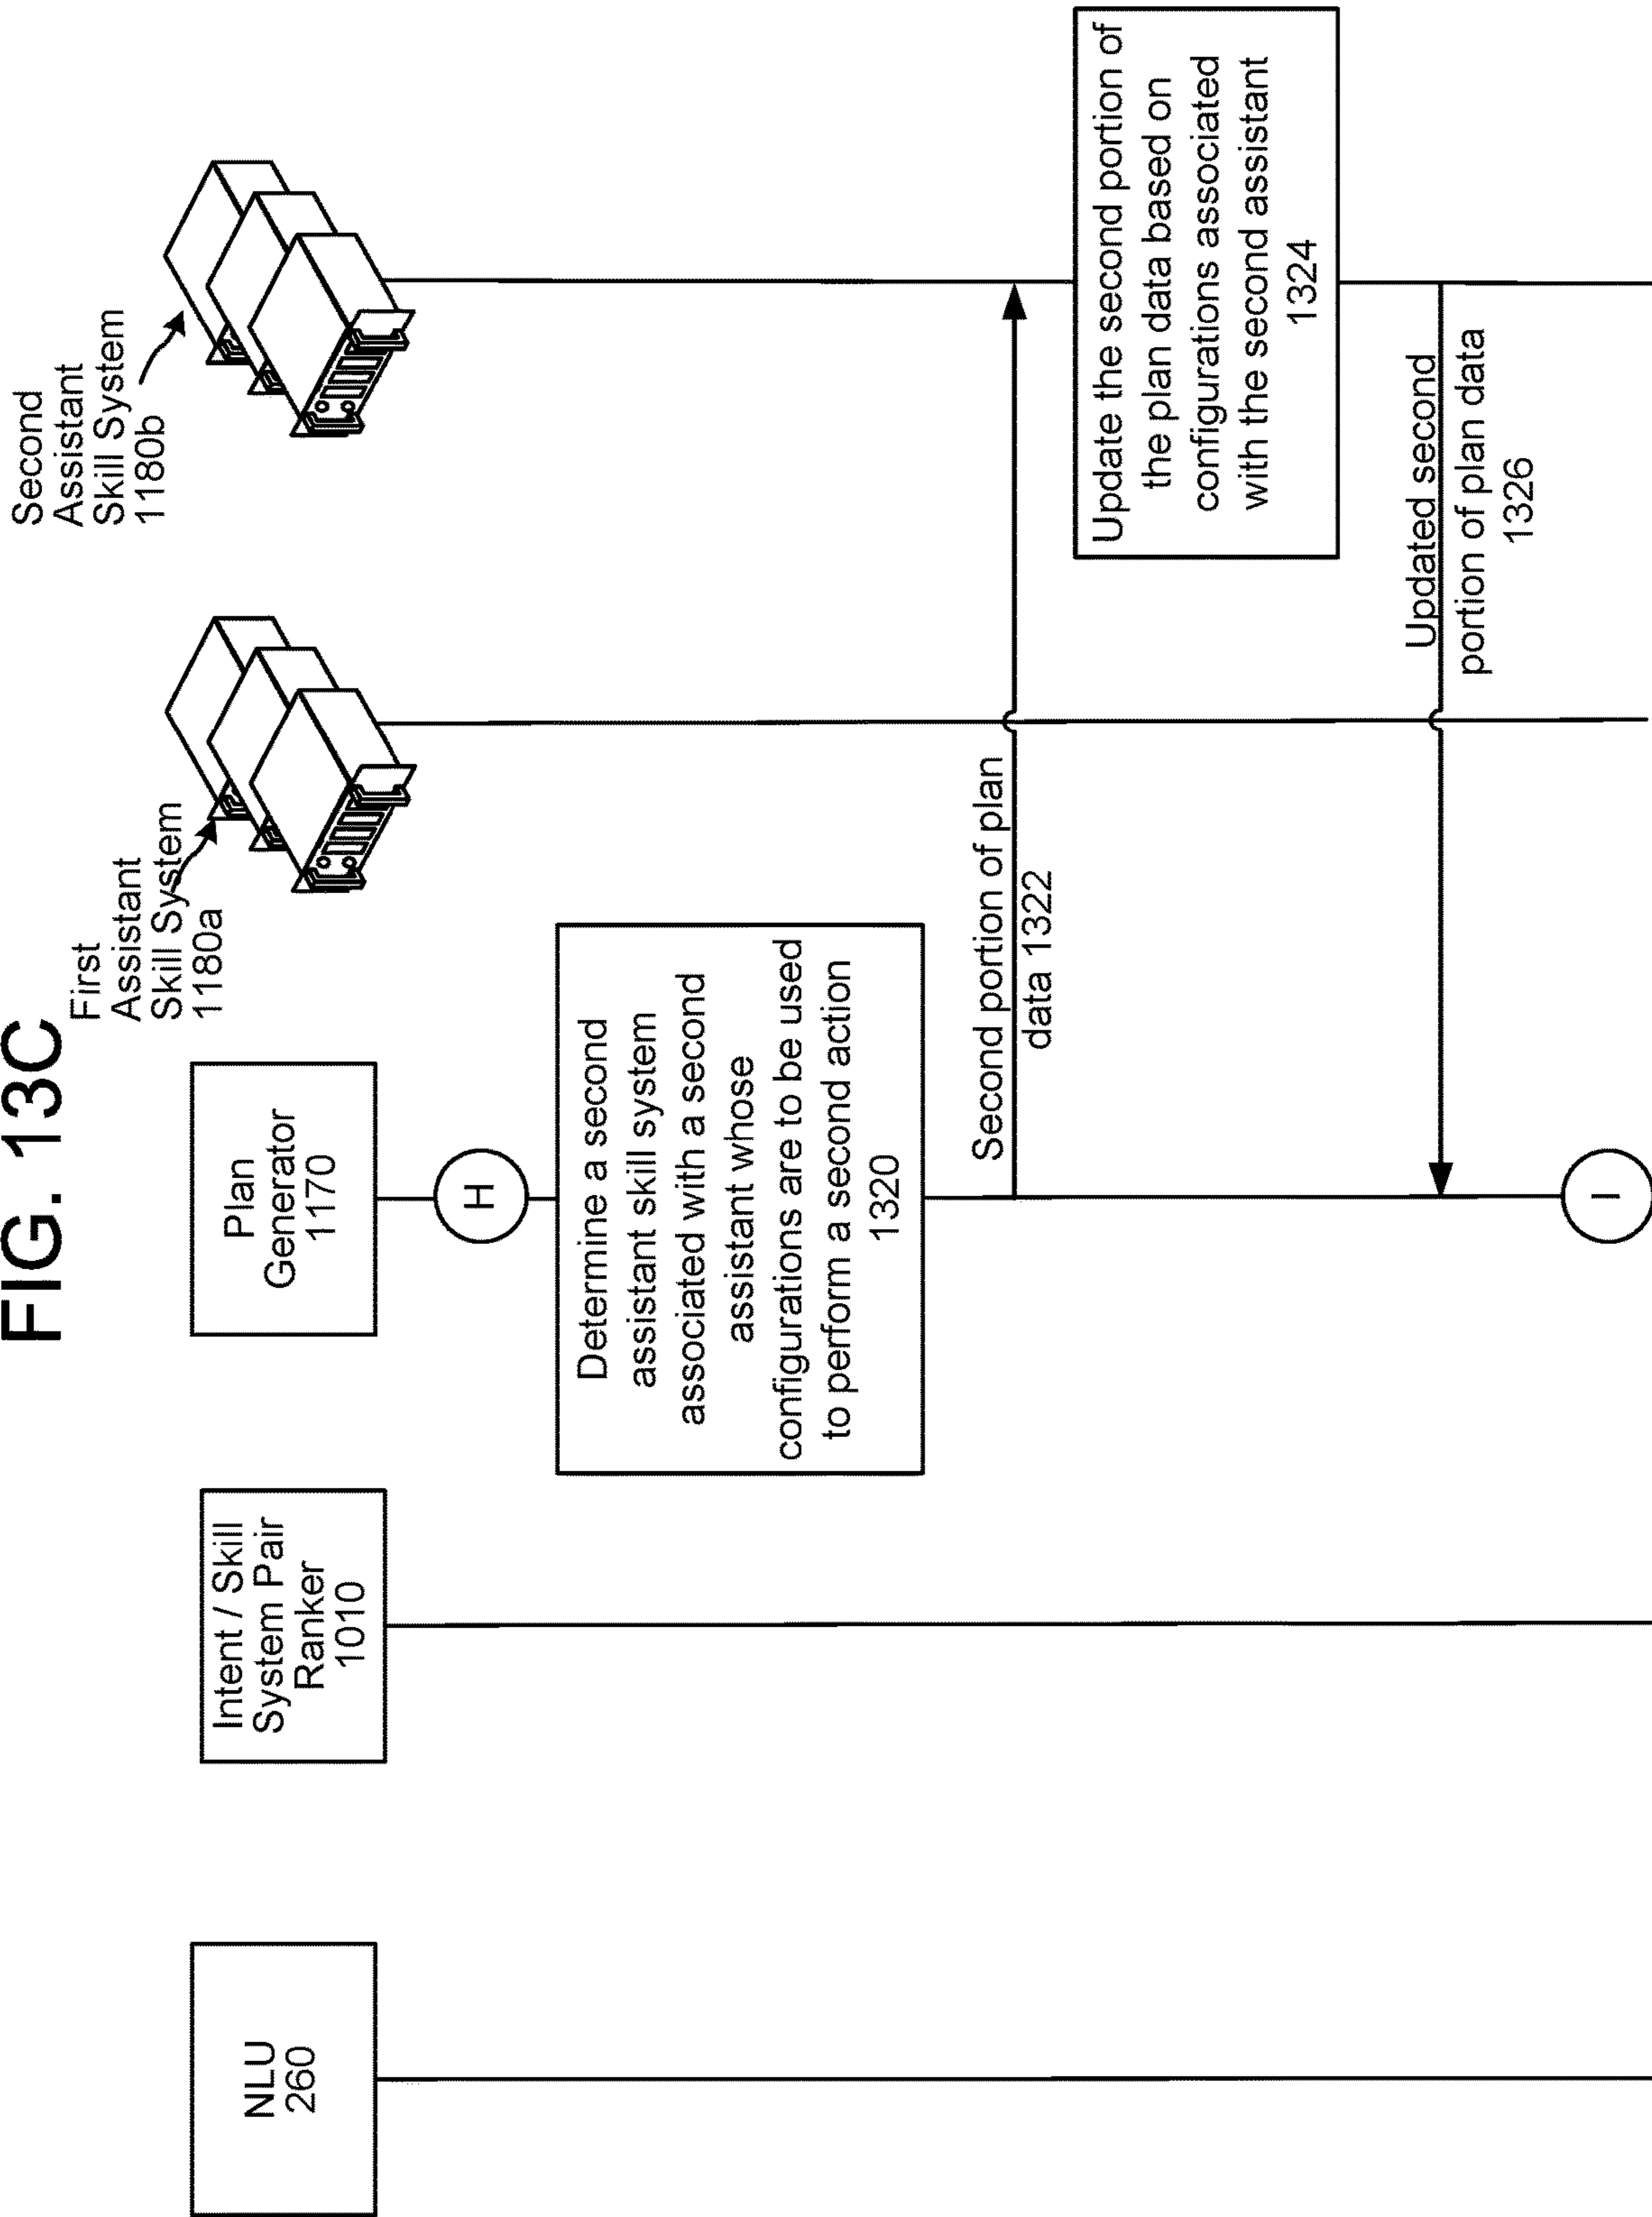 FIG. 13C
NLU
260
Intent / Skill
System Pair
Ranker
1010
Plan
Generator
1170
First
Assistant
Skill System
1180a
Second
Assistant
Skill System
1180b
H
Determine a second
assistant skill system
associated with a second
assistant whose
configurations are to be used
to perform a second action
1320
Second portion of plan
data 1322
Update the second portion of
the plan data based on
configurations associated
with the second assistant
1324
Updated second
portion of plan data
1326
I